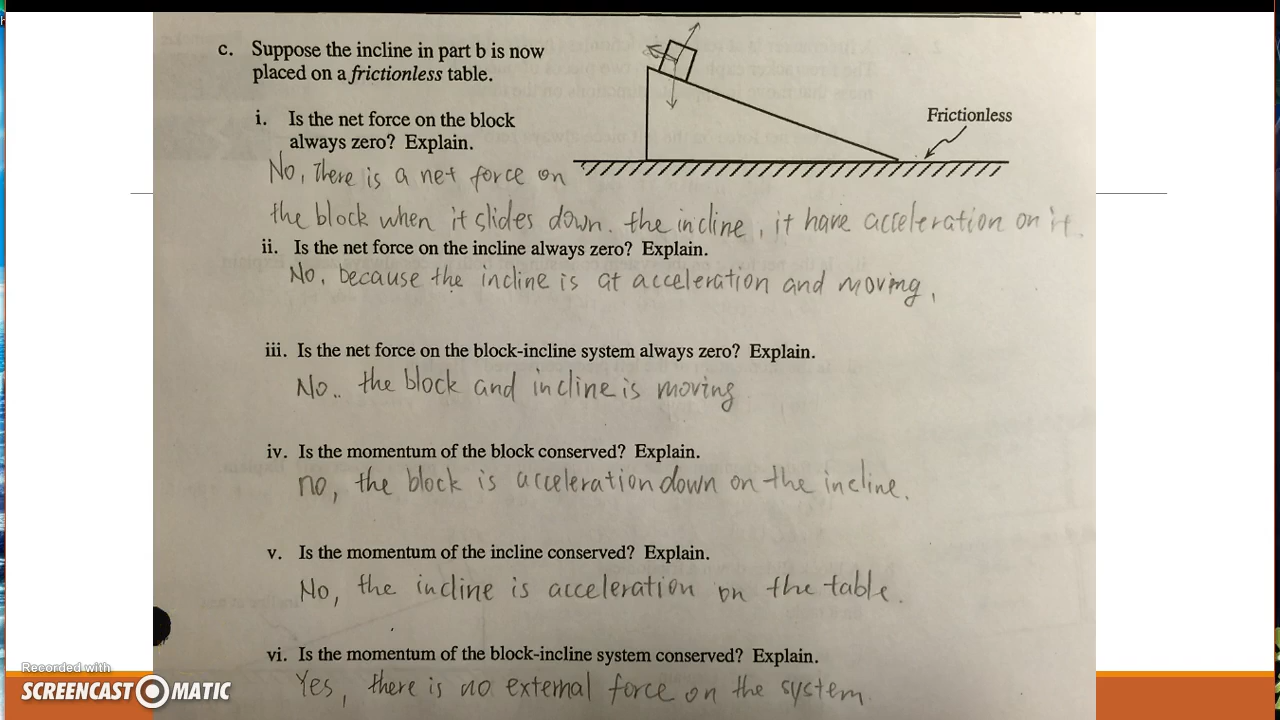 c. Suppose the incline in part b is now
placed on a frictionless table.
Frictionless
i. Is the net force on the block
always zero? Explain.
No, there is a net force on
the block when it slides down. the incline, it have acceleration on it.
ii. Is the net force on the incline always zero? Explain.
No, because the incline is at acceleration and moving,
iii. Is the net force on the block-incline system always zero? Explain.
No.. the block and incline is moving
iv. Is the momentum of the block conserved? Explain.
no, the block is acceleration down on the incline.
v. Is the momentum of the incline conserved? Explain.
No, the incline is acceleration on the table.
vi. Is the momentum of the block-incline system conserved? Explain.
Yes, there is no external force on the system.
Recorded with
SCREENCAST MATIC